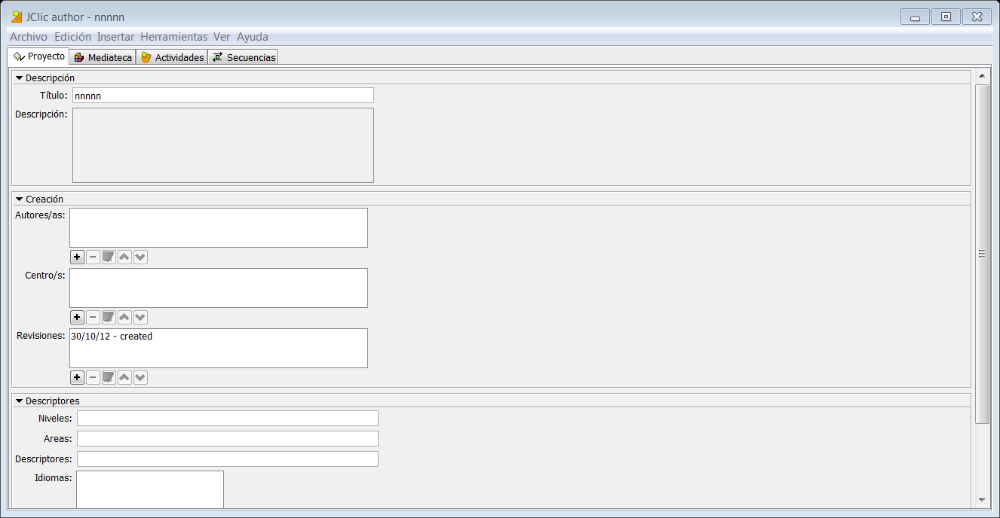 JClic author - nnnnn
Archivo Edición Insertar Herramientas Ver Ayuda
Proyecto Mediateca Actividades Secuencias
Descripción
Título: nnnnn
Descripción:
Creación
Autores/as:
Centro/s:
Revisiones: 30/10/12 - created
Descriptores
Niveles:
Areas:
Descriptores:
Idiomas: